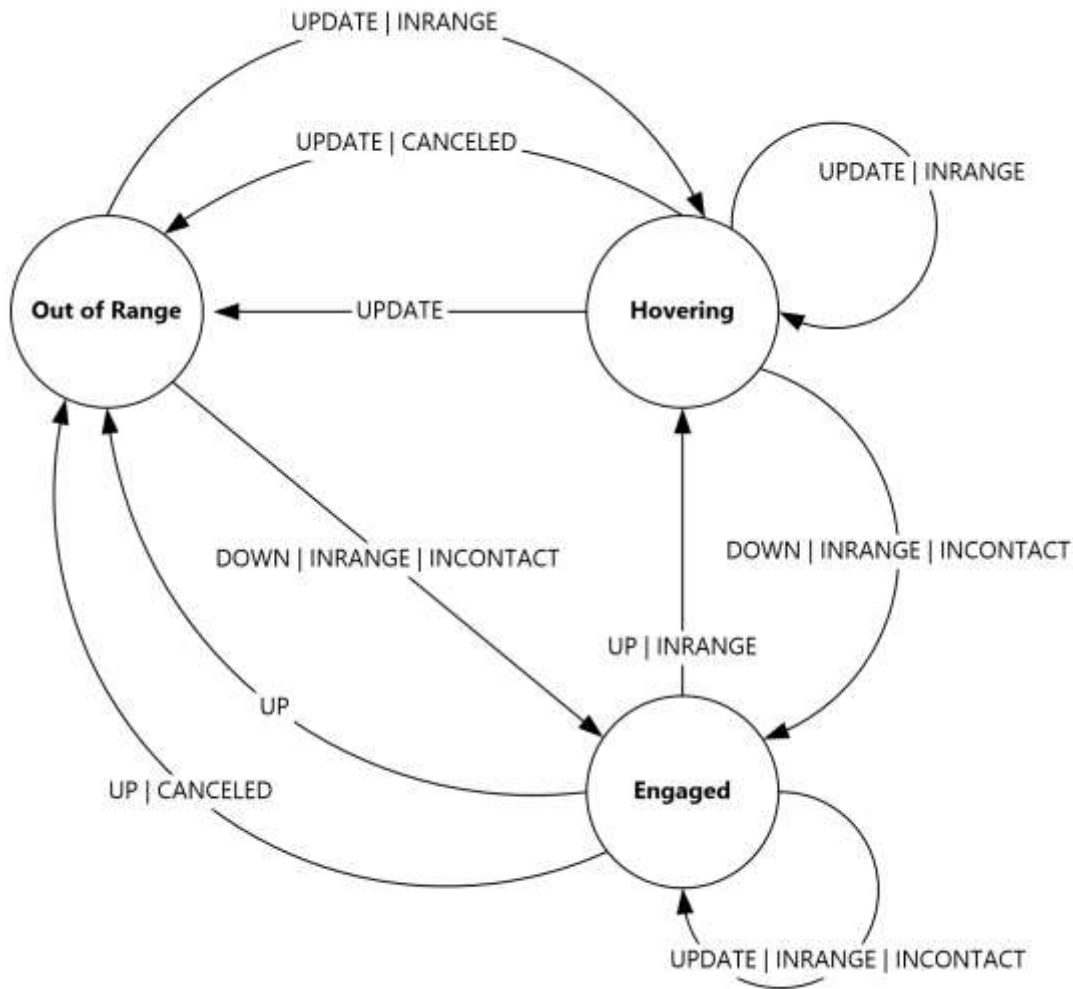 UPDATE | INRANGE
UPDATE | CANCELED
UPDATE | INRANGE
Out of Range
UPDATE
Hovering
DOWN | INRANGE | INCONTACT
DOWN | INRANGE | INCONTACT
UP | INRANGE
UP
UP | CANCELED
Engaged
UPDATE | INRANGE | INCONTACT